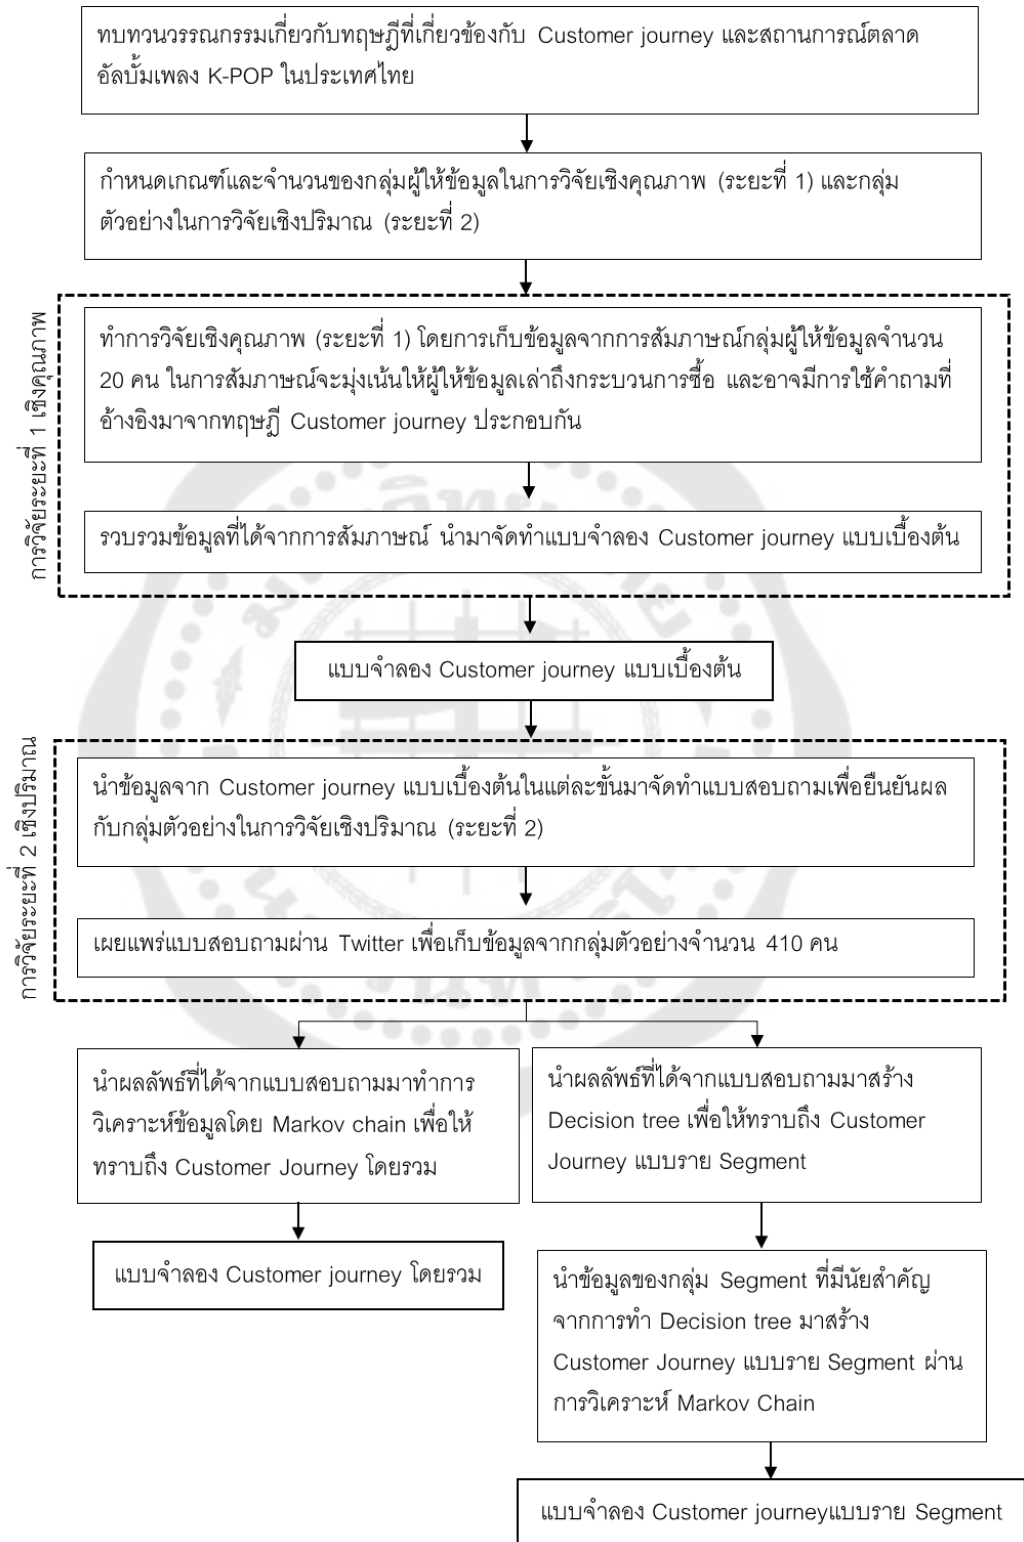 ทบทวนวรรณกรรมเกี่ยวกับทฤษฎีที่เกี่ยวข้องกับ Customer journey และสถานการณ์ตลาด
อัลบั้มเพลง K-POP ในประเทศไทย
กำหนดเกณฑ์และจำนวนของกลุ่มผู้ให้ข้อมูลในการวิจัยเชิงคุณภาพ (ระยะที่ 1) และกลุ่ม
ตัวอย่างในการวิจัยเชิงปริมาณ (ระยะที่ 2)
การวิจัยระยะที่ 1 เชิงคุณภาพ
ทำการวิจัยเชิงคุณภาพ (ระยะที่ 1) โดยการเก็บข้อมูลจากการสัมภาษณ์กลุ่มผู้ให้ข้อมูลจำนวน
20 คน ในการสัมภาษณ์จะมุ่งเน้นให้ผู้ให้ข้อมูลเล่าถึงกระบวนการซื้อ และอาจมีการใช้คำถามที่
อ้างอิงมาจากทฤษฎี Customer journey ประกอบกัน
รวบรวมข้อมูลที่ได้จากการสัมภาษณ์ นำมาจัดทำแบบจำลอง Customer journey แบบเบื้องต้น
แบบจำลอง Customer journey แบบเบื้องต้น
การวิจัยระยะที่ 2 เชิงปริมาณ
นำข้อมูลจาก Customer journey แบบเบื้องต้นในแต่ละขั้นมาจัดทำแบบสอบถามเพื่อยืนยันผล
กับกลุ่มตัวอย่างในการวิจัยเชิงปริมาณ (ระยะที่ 2)
เผยแพร่แบบสอบถามผ่าน Twitter เพื่อเก็บข้อมูลจากกลุ่มตัวอย่างจำนวน 410 คน
นำผลลัพธ์ที่ได้จากแบบสอบถามมาทำการ
วิเคราะห์ข้อมูลโดย Markov chain เพื่อให้
ทราบถึง Customer Journey โดยรวม
แบบจำลอง Customer journey โดยรวม
นำผลลัพธ์ที่ได้จากแบบสอบถามมาสร้าง
Decision tree เพื่อให้ทราบถึง Customer
Journey แบบราย Segment
นำข้อมูลของกลุ่ม Segment ที่มีนัยสำคัญ
จากการทำ Decision tree มาสร้าง
Customer Journey แบบราย Segment ผ่าน
การวิเคราะห์ Markov Chain
แบบจำลอง Customer journeyแบบราย Segment